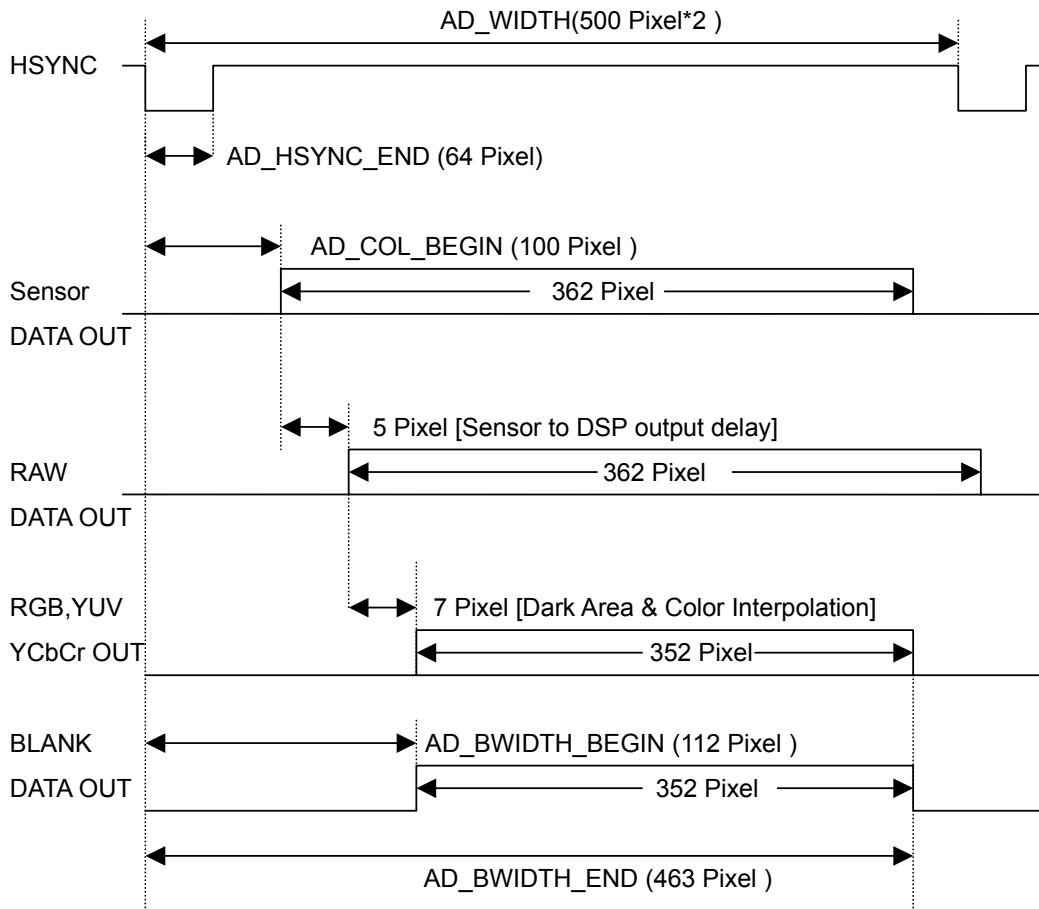 AD_WIDTH(500 Pixel*2 )
HSYNC
AD_HSYNC_END (64 Pixel)
AD_COL_BEGIN (100 Pixel )
Sensor
362 Pixel
DATA OUT
5 Pixel [Sensor to DSP output delay]
RAW
362 Pixel
DATA OUT
RGB,YUV
7 Pixel [Dark Area & Color Interpolation]
YCbCr OUT
352 Pixel
BLANK
AD_BWIDTH_BEGIN (112 Pixel )
DATA OUT
352 Pixel
AD_BWIDTH_END (463 Pixel )